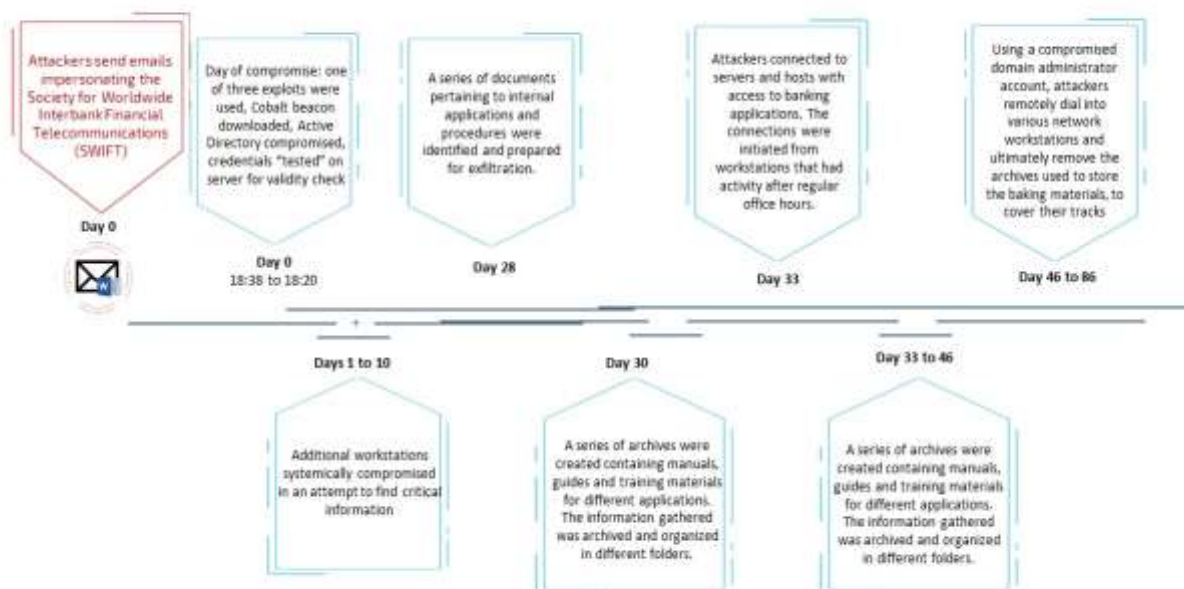 Attackers send emails
impersonating the
Society for Worldwide
Interbank Financial
Telecommunications
(SWIFT)
Day 0
W
Day of compromise: one
of three exploits were
used, Cobalt beacon
downloaded, Active
Directory compromised,
credentials "tested" on
server for validity check
Day 0
18:38 to 18:20
A series of documents
pertaining to internal
applications and
procedures were
identified and prepared
for exfiltration.
Day 28
Attackers connected to
servers and hosts with
access to banking
applications. The
connections were
initiated from
workstations that had
activity after regular
office hours.
Day 33
Using a compromised
domain administrator
account, attackers
remotely dial into
various network
workstations and
ultimately remove the
archives used to store
the baking materials, to
cover their tracks
Day 46 to 86
Days 1 to 10
Additional workstations
systemically compromised
in an attempt to find critical
information
Day 30
A series of archives were
created containing manuals,
guides and training materials
for different applications.
The information gathered
was archived and organized
in different folders.
Day 33 to 46
A series of archives were
created containing manuals,
guides and training materials
for different applications.
The information gathered
was archived and organized
in different folders.